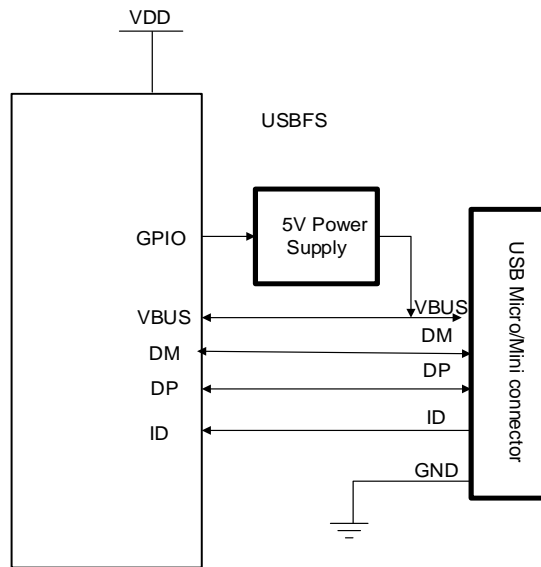 VDD
USBFS
5V Power
Supply
GPIO
VBUS
VBUS
DM
DM
DP
DP
ID
ID
GND
USB Micro/Mini connector